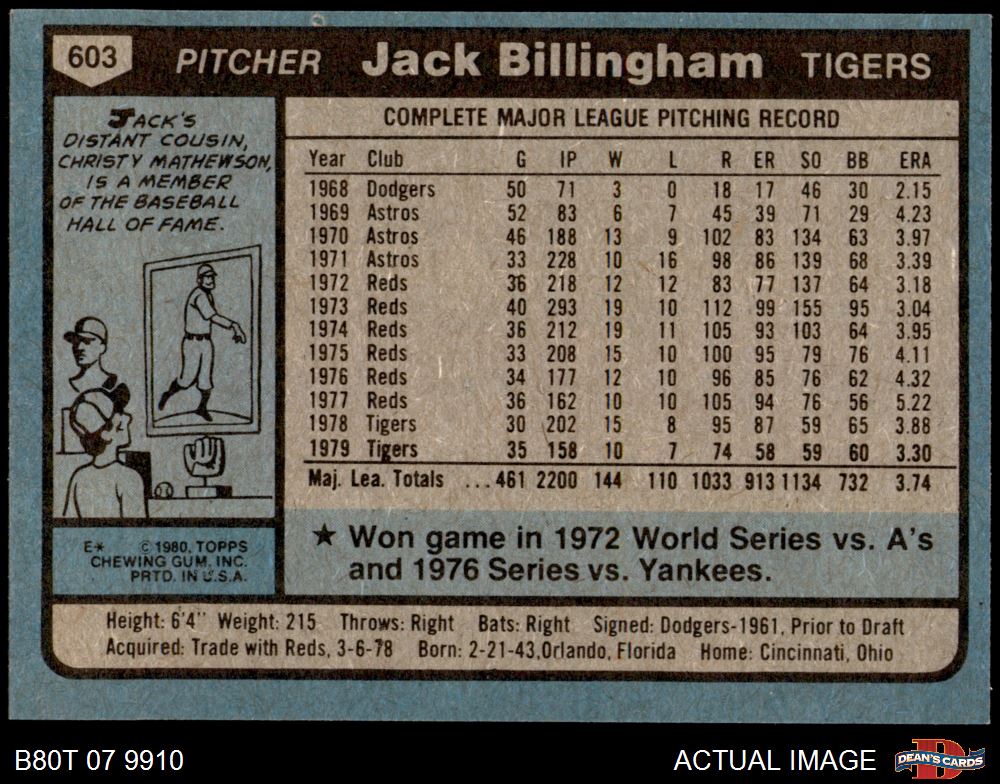 603 PITCHER Jack Billingham TIGERS
JACK'S
DISTANT COUSIN,
CHRISTY MATHEWSON,
IS A MEMBER
OF THE BASEBALL
HALL OF FAME.
E* © 1980, TOPPS
CHEWING GUM, INC.
PRTD. IN U.S.A.
COMPLETE MAJOR LEAGUE PITCHING RECORD
Year Club G IP W L R ER SO BB ERA
1968 Dodgers 50 71 3 0 18 17 46 30 2.15
1969 Astros 52 83 6 7 45 39 71 29 4.23
1970 Astros 46 188 13 9 102 83 134 63 3.97
1971 Astros 33 228 10 16 98 86 139 68 3.39
1972 Reds 36 218 12 12 83 77 137 64 3.18
1973 Reds 40 293 19 10 112 99 155 95 3.04
1974 Reds 36 212 19 11 105 93 103 64 3.95
1975 Reds 33 208 15 10 100 95 79 76 4.11
1976 Reds 34 177 12 10 96 85 76 62 4.32
1977 Reds 36 162 10 10 105 94 76 56 5.22
1978 Tigers 30 202 15 8 95 87 59 65 3.88
1979 Tigers 35 158 10 7 74 58 59 60 3.30
Maj. Lea. Totals ...461 2200 144 110 1033 913 1134 732 3.74
★ Won game in 1972 World Series vs. A's
and 1976 Series vs. Yankees.
Height: 6'4" Weight: 215 Throws: Right Bats: Right Signed: Dodgers-1961, Prior to Draft
Acquired: Trade with Reds, 3-6-78 Born: 2-21-43,Orlando, Florida Home: Cincinnati, Ohio
B80T 07 9910 ACTUAL IMAGE DEAN'S CARDS